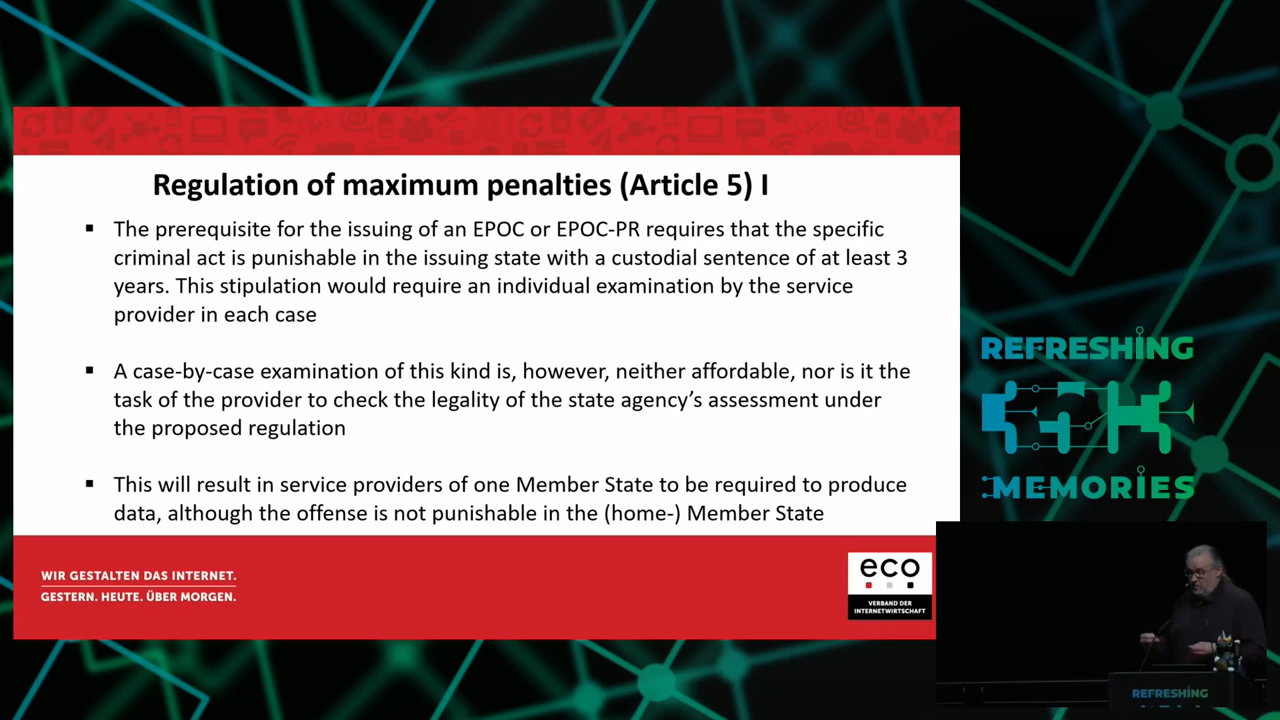 Regulation of maximum penalties (Article 5) I
▪ The prerequisite for the issuing of an EPOC or EPOC-PR requires that the specific
criminal act is punishable in the issuing state with a custodial sentence of at least 3
years. This stipulation would require an individual examination by the service
provider in each case
▪ A case-by-case examination of this kind is, however, neither affordable, nor is it the
task of the provider to check the legality of the state agency’s assessment under
the proposed regulation
▪ This will result in service providers of one Member State to be required to produce
data, although the offense is not punishable in the (home-) Member State
WIR GESTALTEN DAS INTERNET.
GESTERN. HEUTE. ÜBER MORGEN.
eco
VERBAND DER
INTERNETWIRTSCHAFT
REFRESHING
MEMORIES
REFRESHING